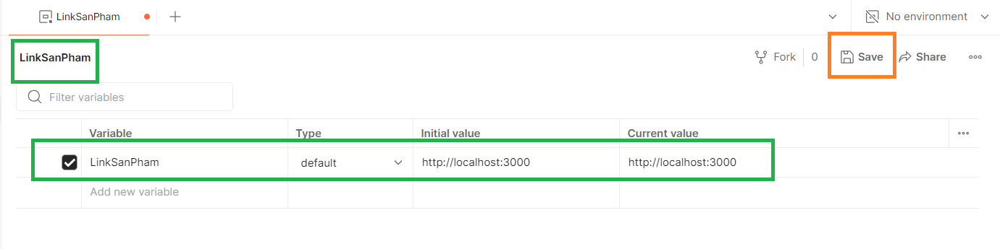 LinkSanPham
No environment
LinkSanPham
Fork 0 Save Share
Filter variables
Variable Type Initial value Current value
LinkSanPham default http://localhost:3000 http://localhost:3000
Add new variable